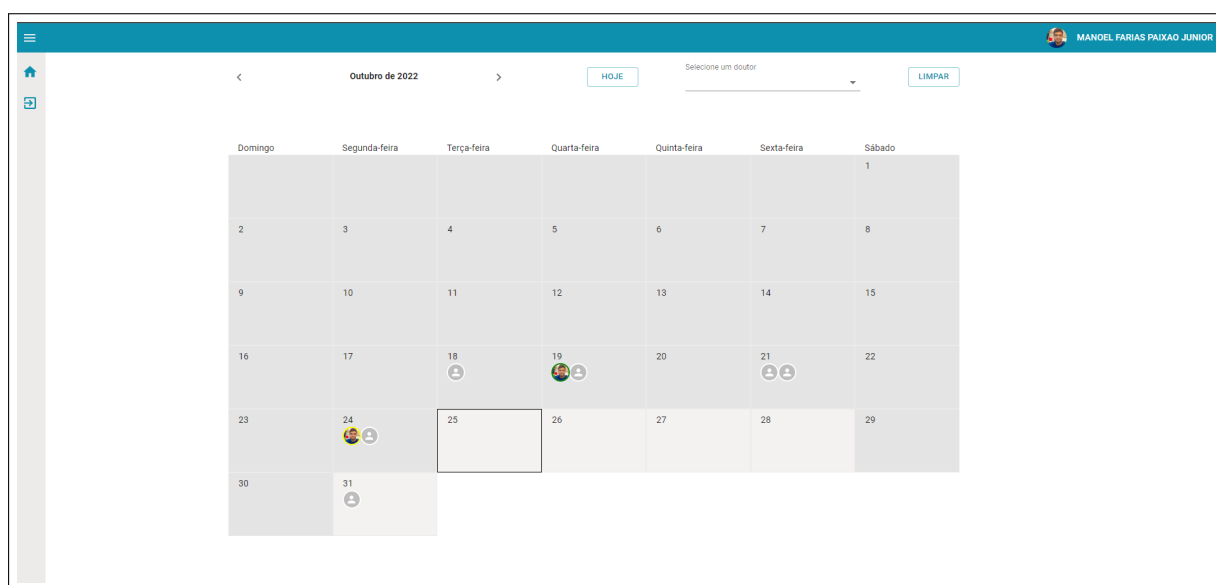 MANOEL FARIAS PAIXAO JUNIOR
Outubro de 2022
HOJE
Selecione um doutor
LIMPAR
Domingo Segunda-feira Terça-feira Quarta-feira Quinta-feira Sexta-feira Sábado
1
2 3 4 5 6 7 8
9 10 11 12 13 14 15
16 17 18 19 20 21 22
23 24 25 26 27 28 29
30 31